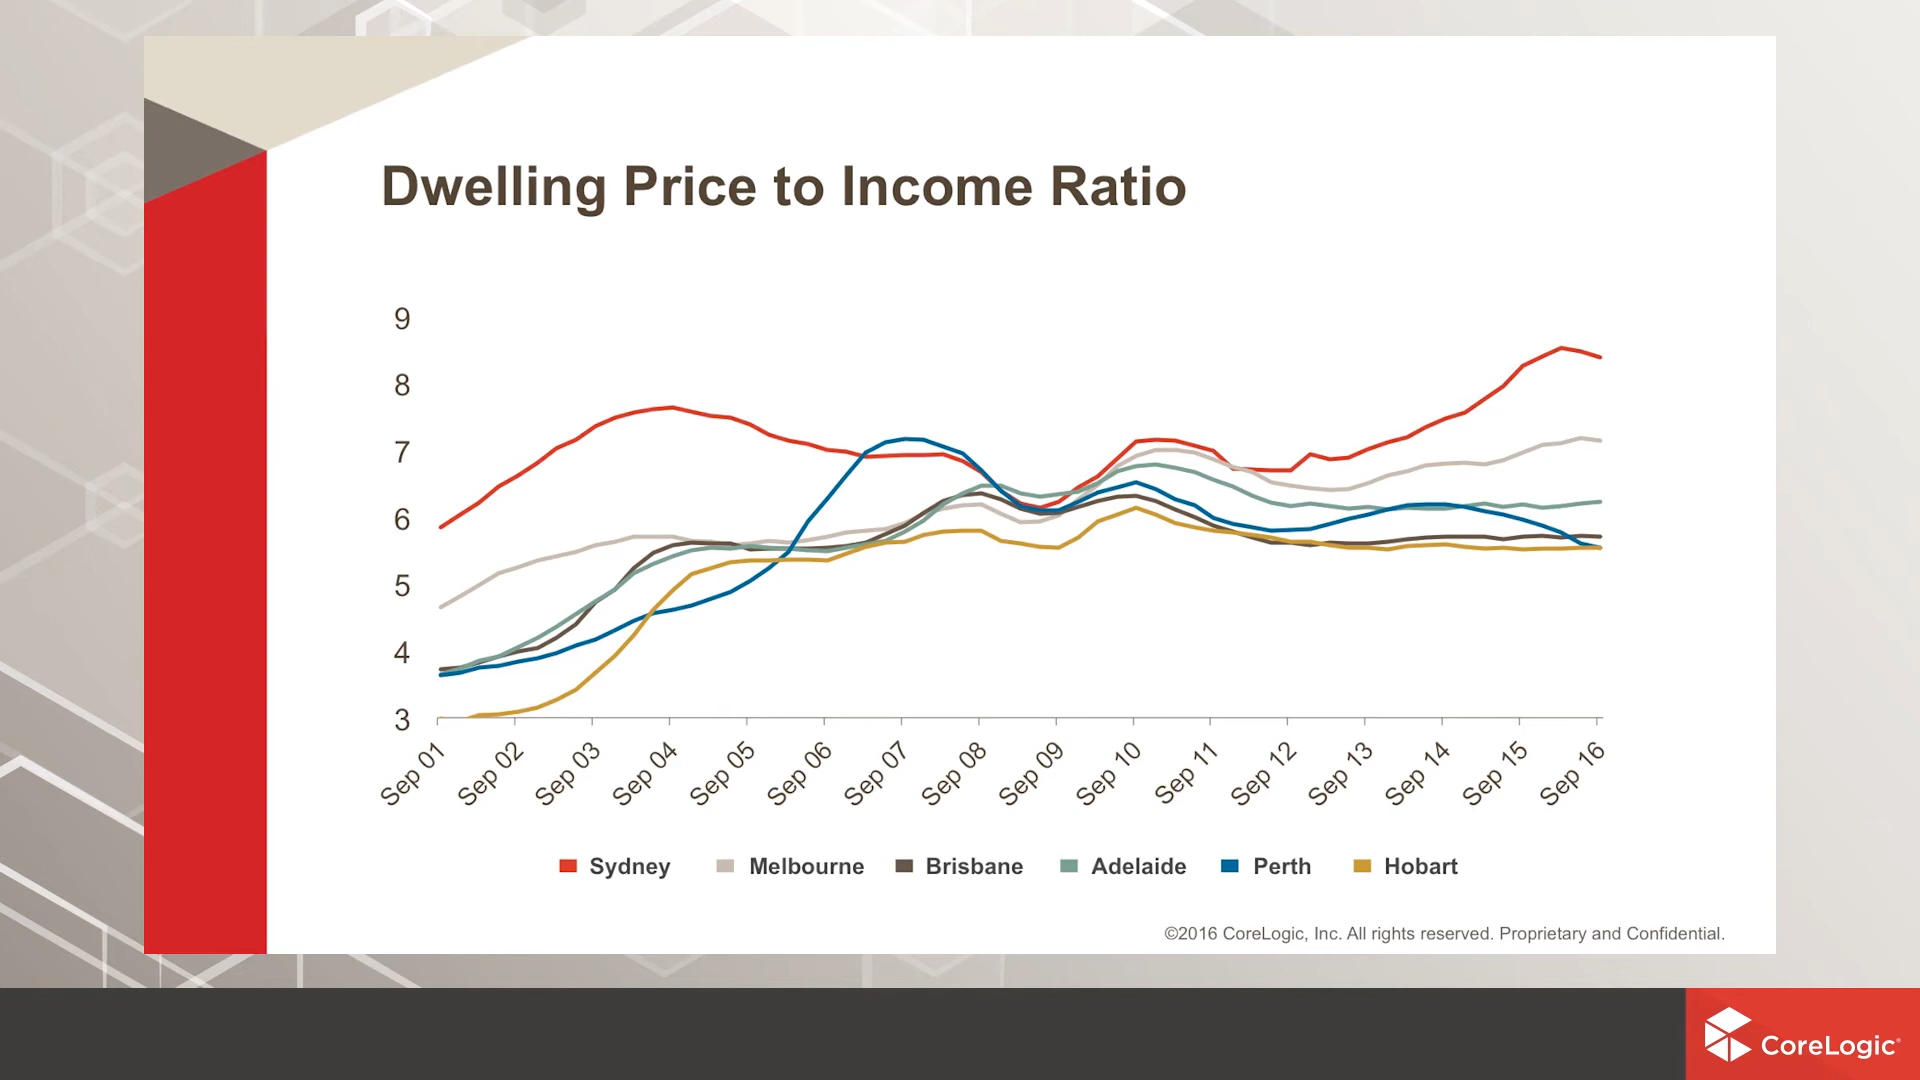 Dwelling Price to Income Ratio
9
8
7
6
5
4
3
Sep 01
Sep 02
Sep 03
Sep 04
Sep 05
Sep 06
Sep 07
Sep 08
Sep 09
Sep 10
Sep 11
Sep 12
Sep 13
Sep 14
Sep 15
Sep 16
Sydney Melbourne Brisbane Adelaide Perth Hobart
©2016 CoreLogic, Inc. All rights reserved. Proprietary and Confidential.
CoreLogic